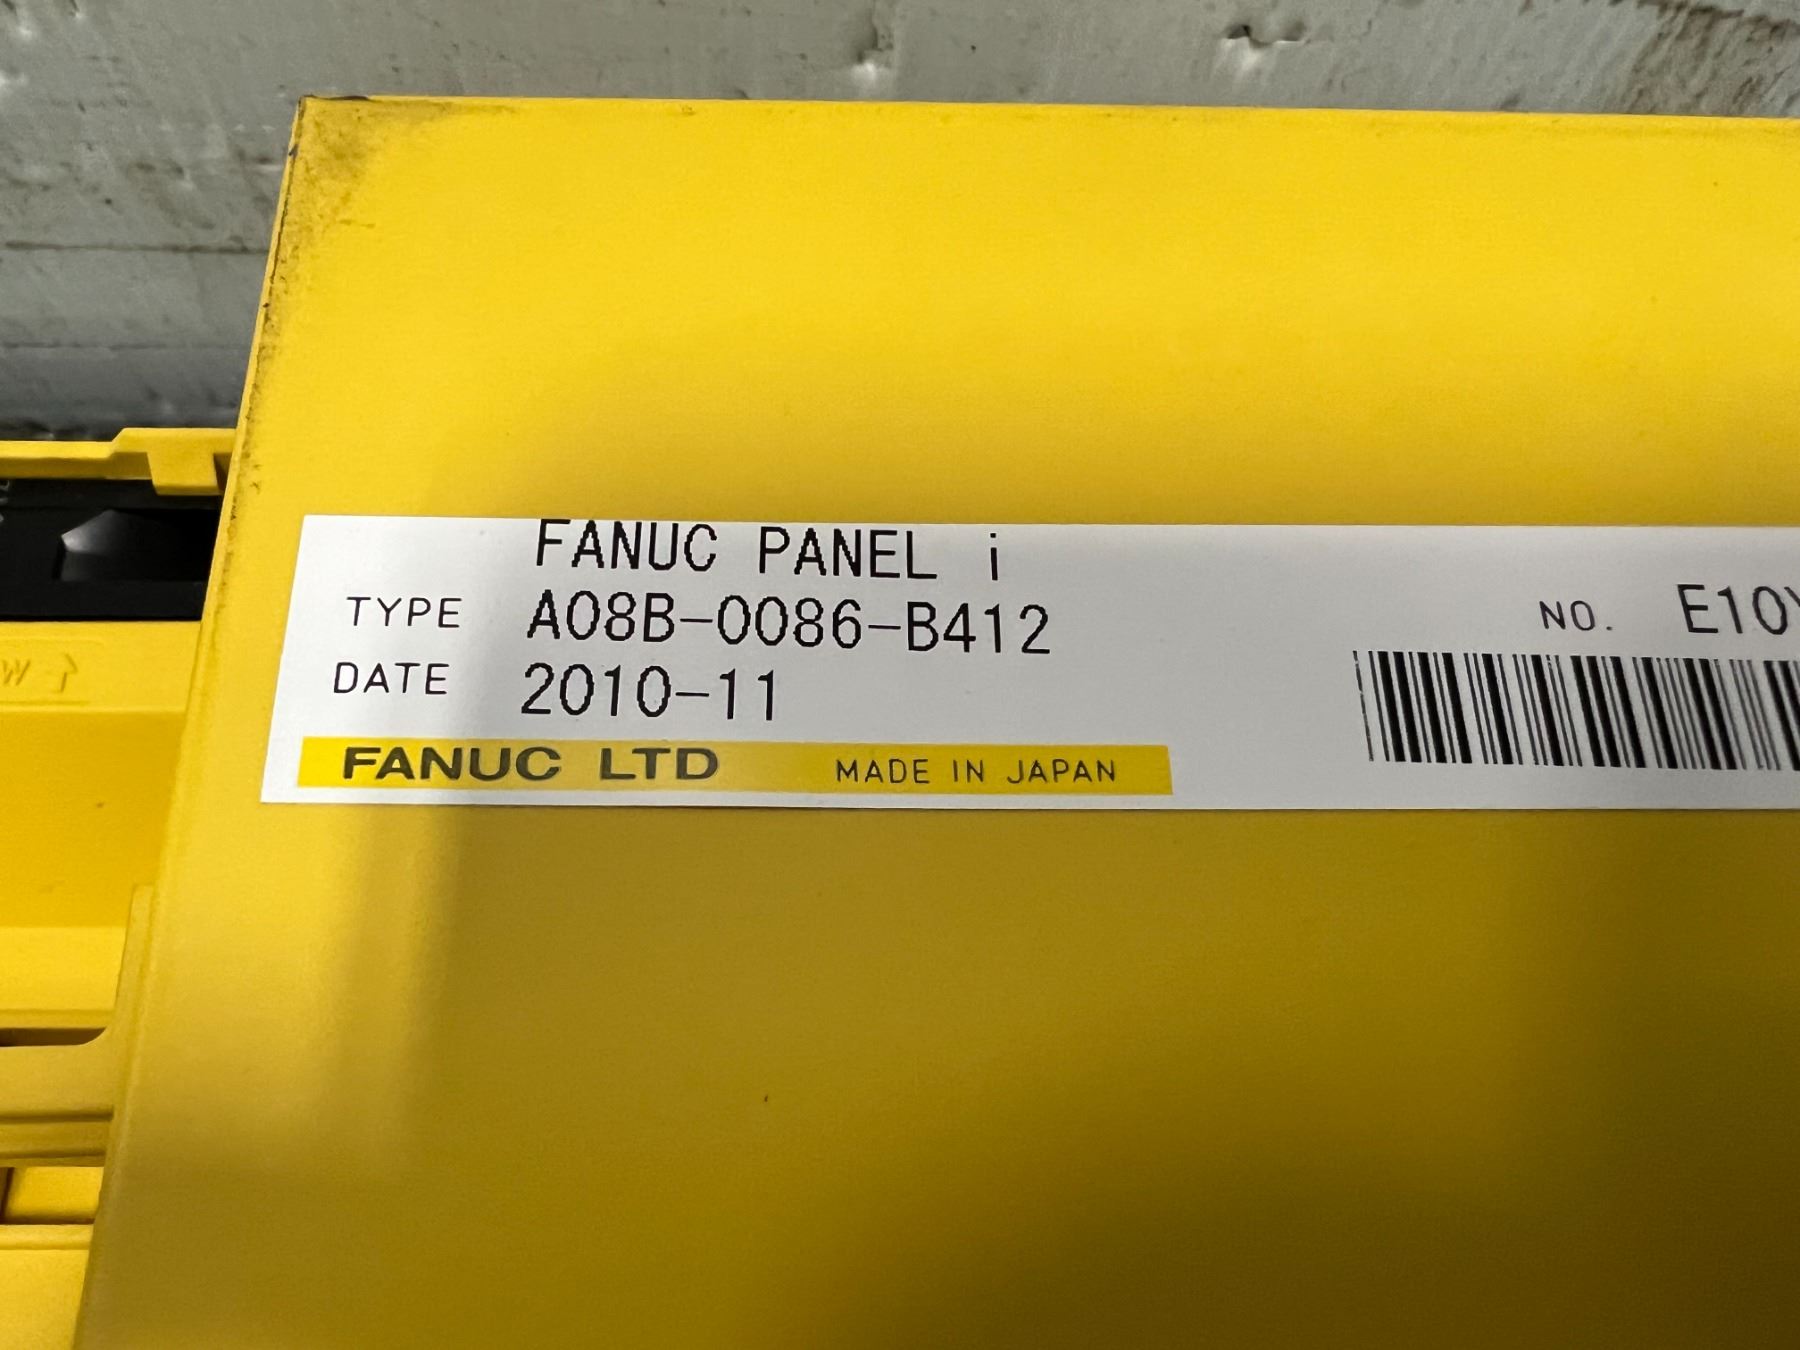 FANUC PANEL i
TYPE A08B-0086-B412
NO. E10Y
DATE 2010-11
FANUC LTD MADE IN JAPAN